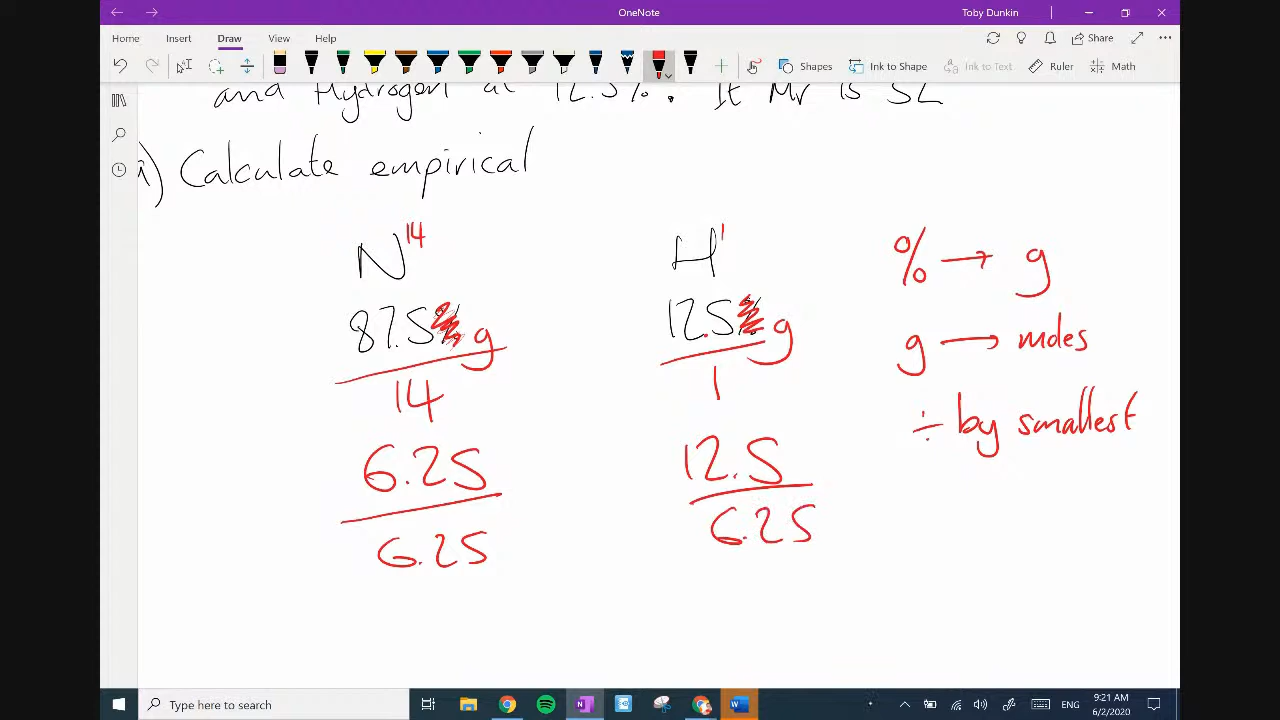 OneNote
Toby Dunkin
Home Insert Draw View Help
Share
Shapes Ink to Shape Ink to Text Ruler Math
and Hydrogen at 12.5%. If Mr is 32
a) Calculate empirical
N 14 H 1 % → g
87.5 g 12.5 g g → moles
14 1
÷ by smallest
6.25 12.5
6.25 6.25
Type here to search
ENG
9:21 AM
6/2/2020